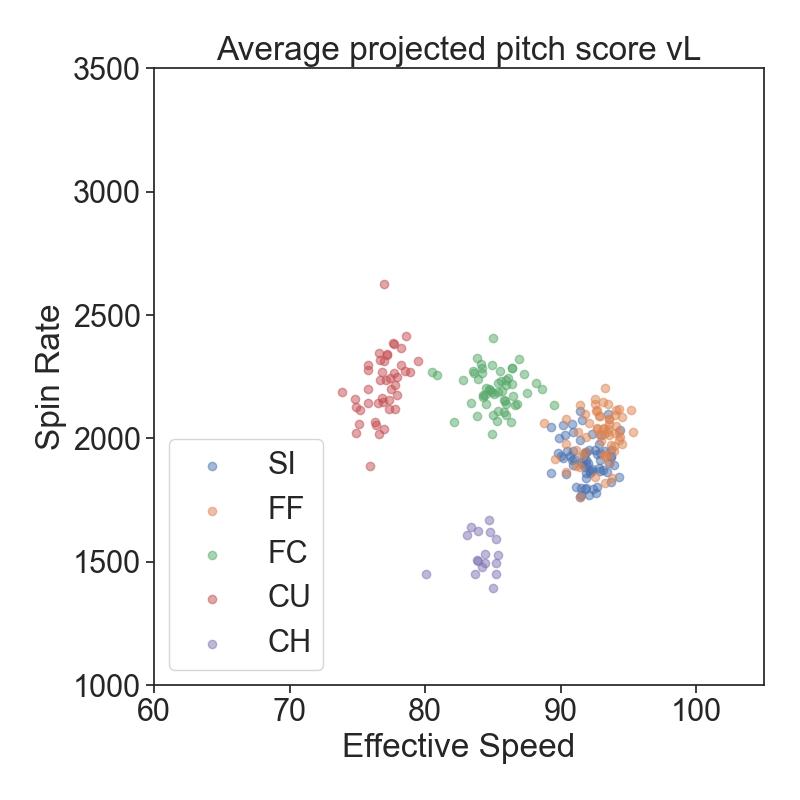 Average projected pitch score vL
3500
3000
2500
2000
1500
1000
Spin Rate
SI
FF
FC
CU
CH
60 70 80 90 100
Effective Speed